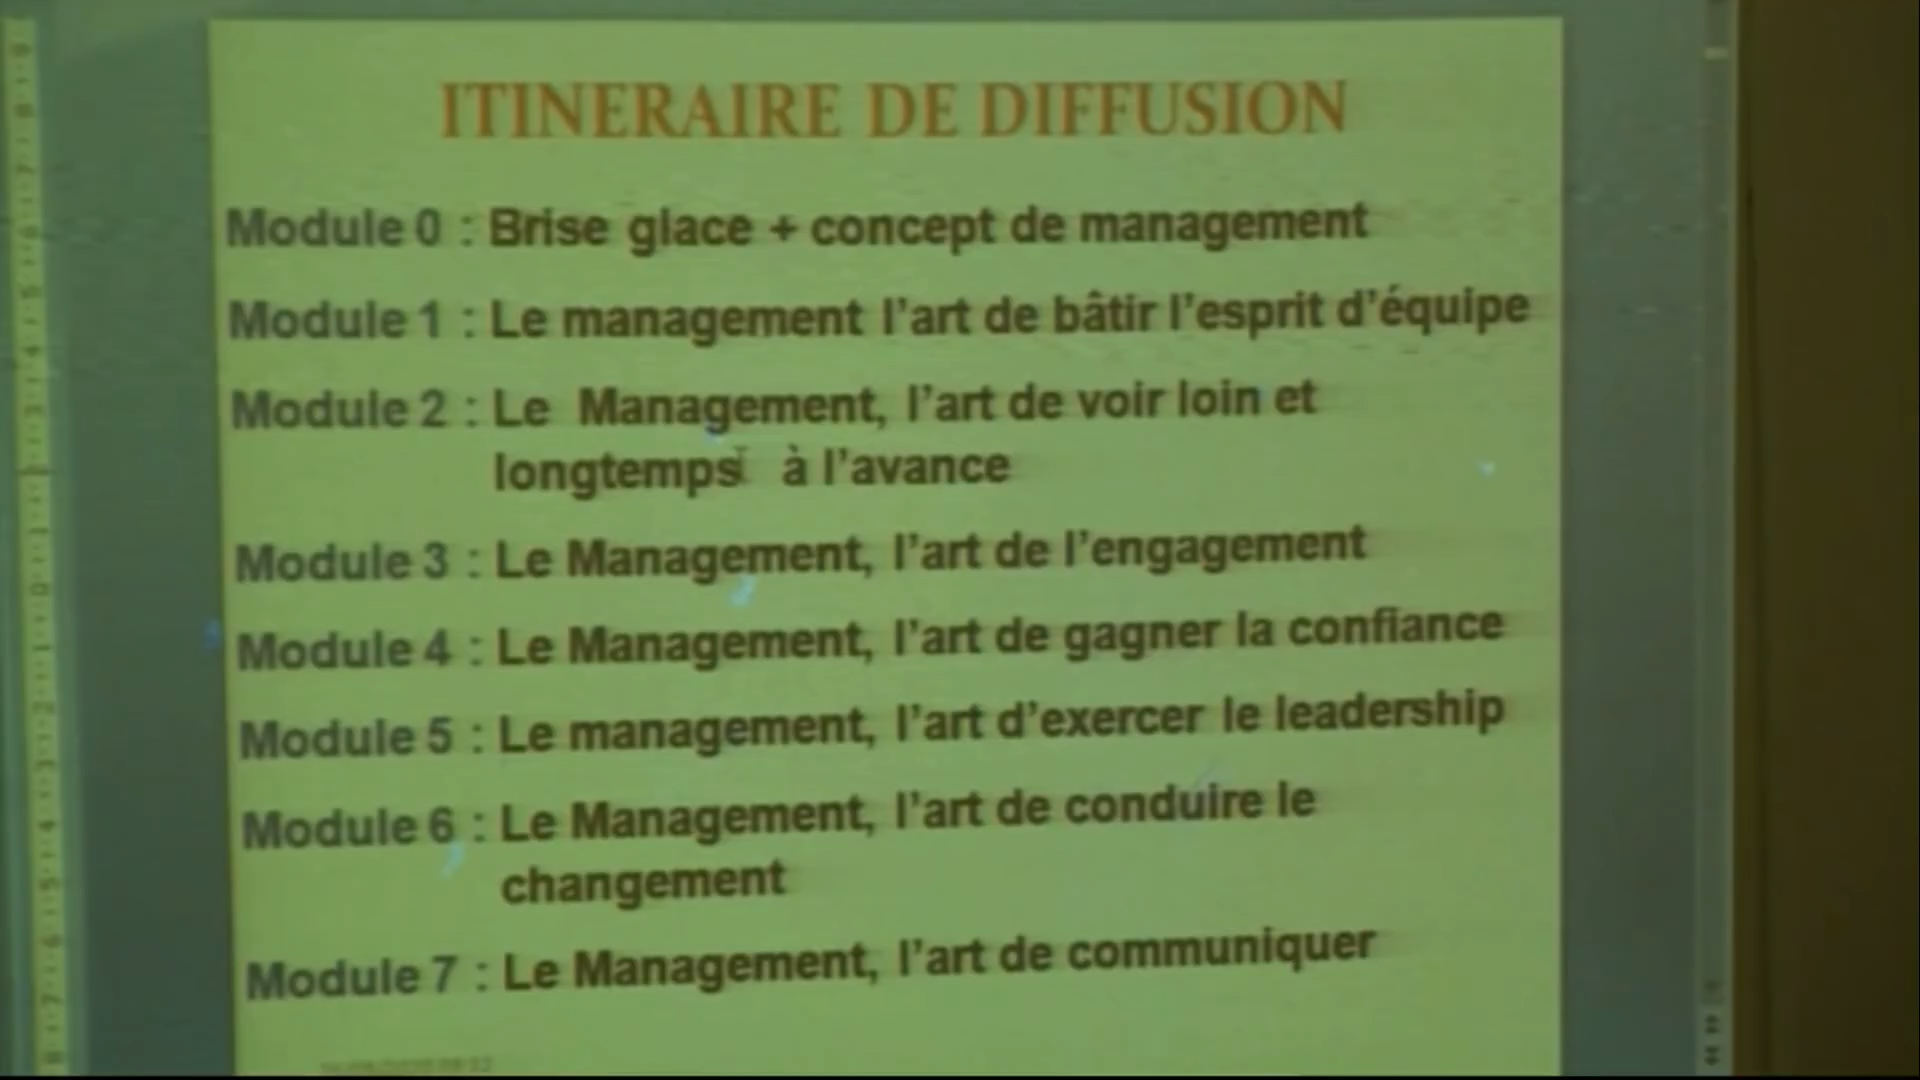 ITINERAIRE DE DIFFUSION
Module 0 : Brise glace + concept de management
Module 1 : Le management l'art de bâtir l'esprit d'équipe
Module 2 : Le Management, l'art de voir loin et
longtemps à l'avance
Module 3 : Le Management, l'art de l'engagement
Module 4 : Le Management, l'art de gagner la confiance
Module 5 : Le management, l'art d'exercer le leadership
Module 6 : Le Management, l'art de conduire le
changement
Module 7 : Le Management, l'art de communiquer